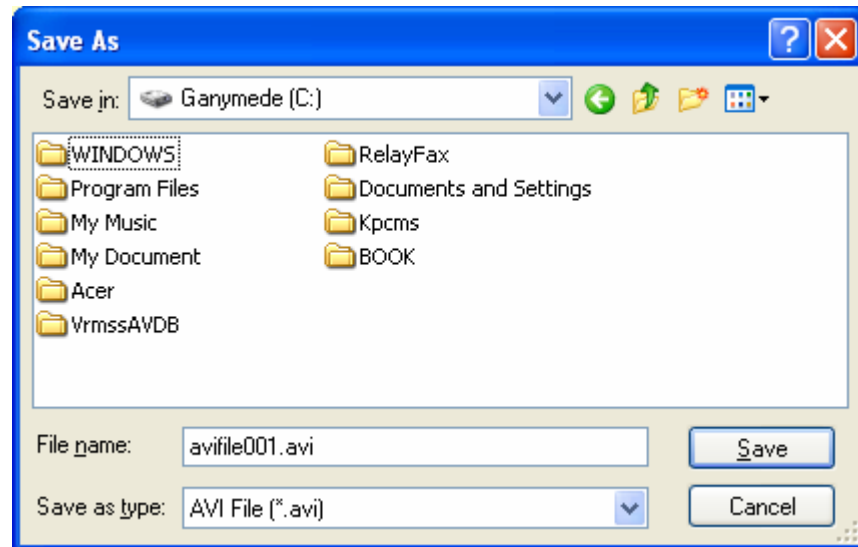 Save As
Save in: Ganymede (C:)
WINDOWS
Program Files
My Music
My Document
Acer
VrmssAVDB
RelayFax
Documents and Settings
Kpcms
BOOK
File name: avifile001.avi
Save
Save as type: AVI File (*.avi)
Cancel